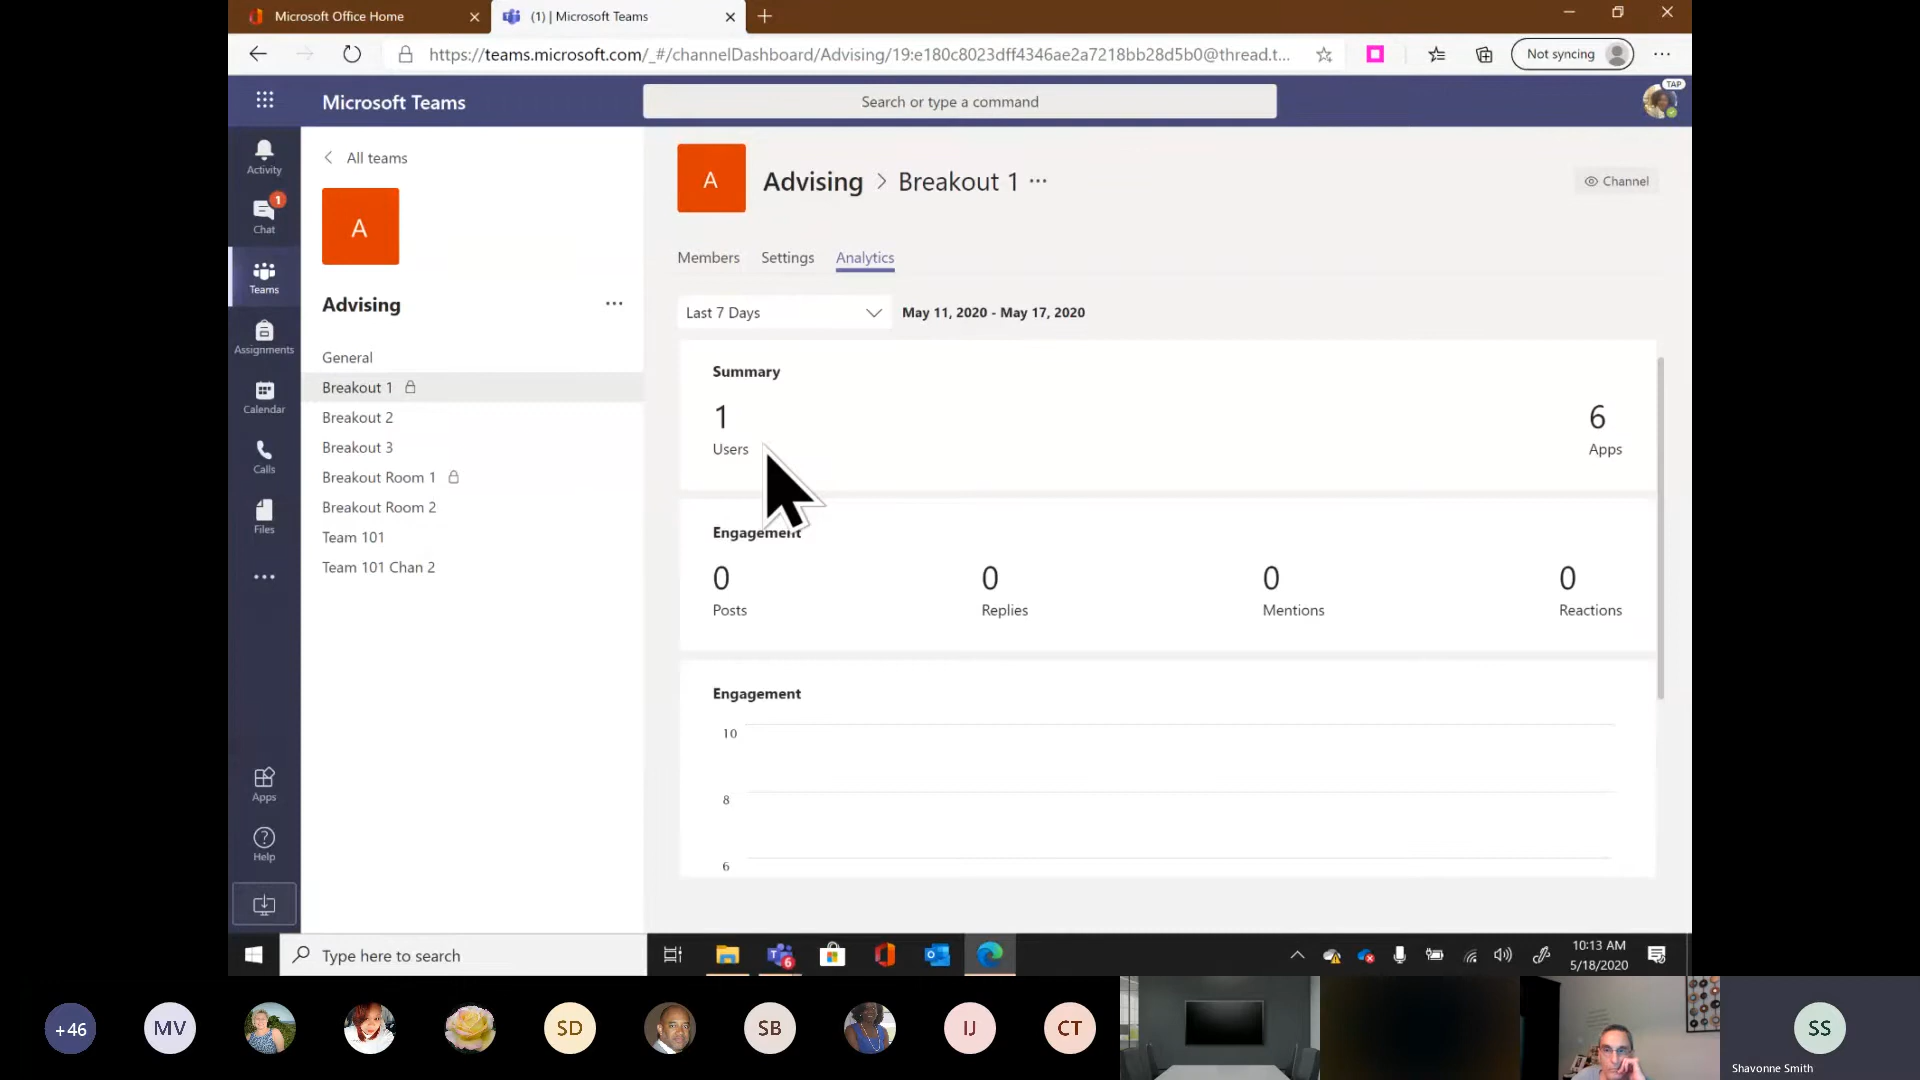 Microsoft Office Home
(1) | Microsoft Teams
https://teams.microsoft.com/_#/channelDashboard/Advising/19:e180c8023dff4346ae2a7218bb28d5b0@thread.t...
Not syncing
Microsoft Teams
Search or type a command
TAP
Activity
1
Chat
Teams
Assignments
Calendar
Calls
Files
Apps
Help
All teams
A
Advising
General
Breakout 1
Breakout 2
Breakout 3
Breakout Room 1
Breakout Room 2
Team 101
Team 101 Chan 2
A
Advising > Breakout 1 ...
Channel
Members Settings Analytics
Last 7 Days
May 11, 2020 - May 17, 2020
Summary
1
Users
6
Apps
Engagement
0
Posts
0
Replies
0
Mentions
0
Reactions
Engagement
10
8
6
Type here to search
6
10:13 AM
5/18/2020
+46
MV
SD
SB
IJ
CT
SS
Shavonne Smith